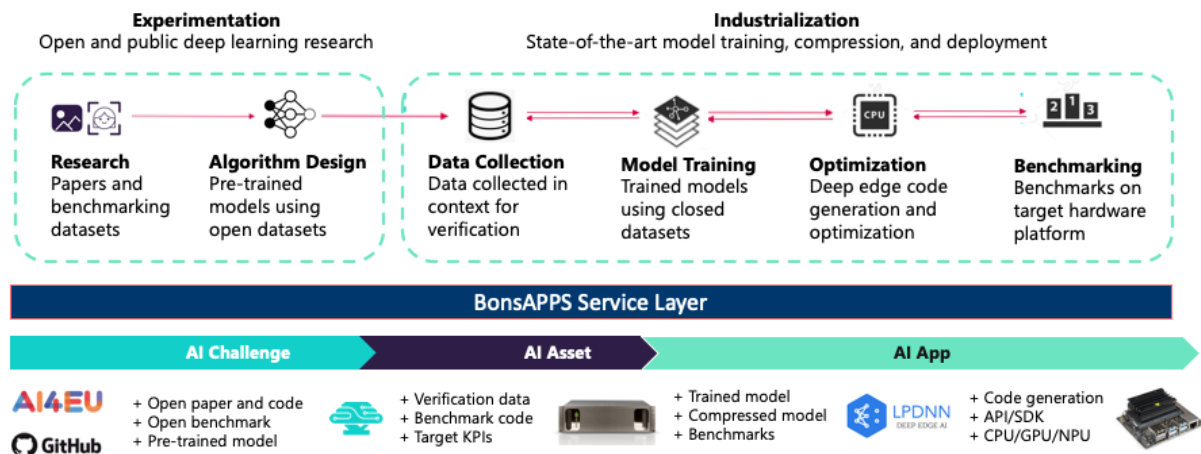 Experimentation
Open and public deep learning research
Industrialization
State-of-the-art model training, compression, and deployment
CPU
2 1 3
Research
Papers and
benchmarking
datasets
Algorithm Design
Pre-trained
models using
open datasets
Data Collection
Data collected in
context for
verification
Model Training
Trained models
using closed
datasets
Optimization
Deep edge code
generation and
optimization
Benchmarking
Benchmarks on
target hardware
platform
BonsAPPS Service Layer
AI Challenge
AI Asset
AI App
AI4EU
GitHub
+ Open paper and code
+ Open benchmark
+ Pre-trained model
+ Verification data
+ Benchmark code
+ Target KPIs
+ Trained model
+ Compressed model
+ Benchmarks
LPDNN
DEEP EDGE AI
+ Code generation
+ API/SDK
+ CPU/GPU/NPU